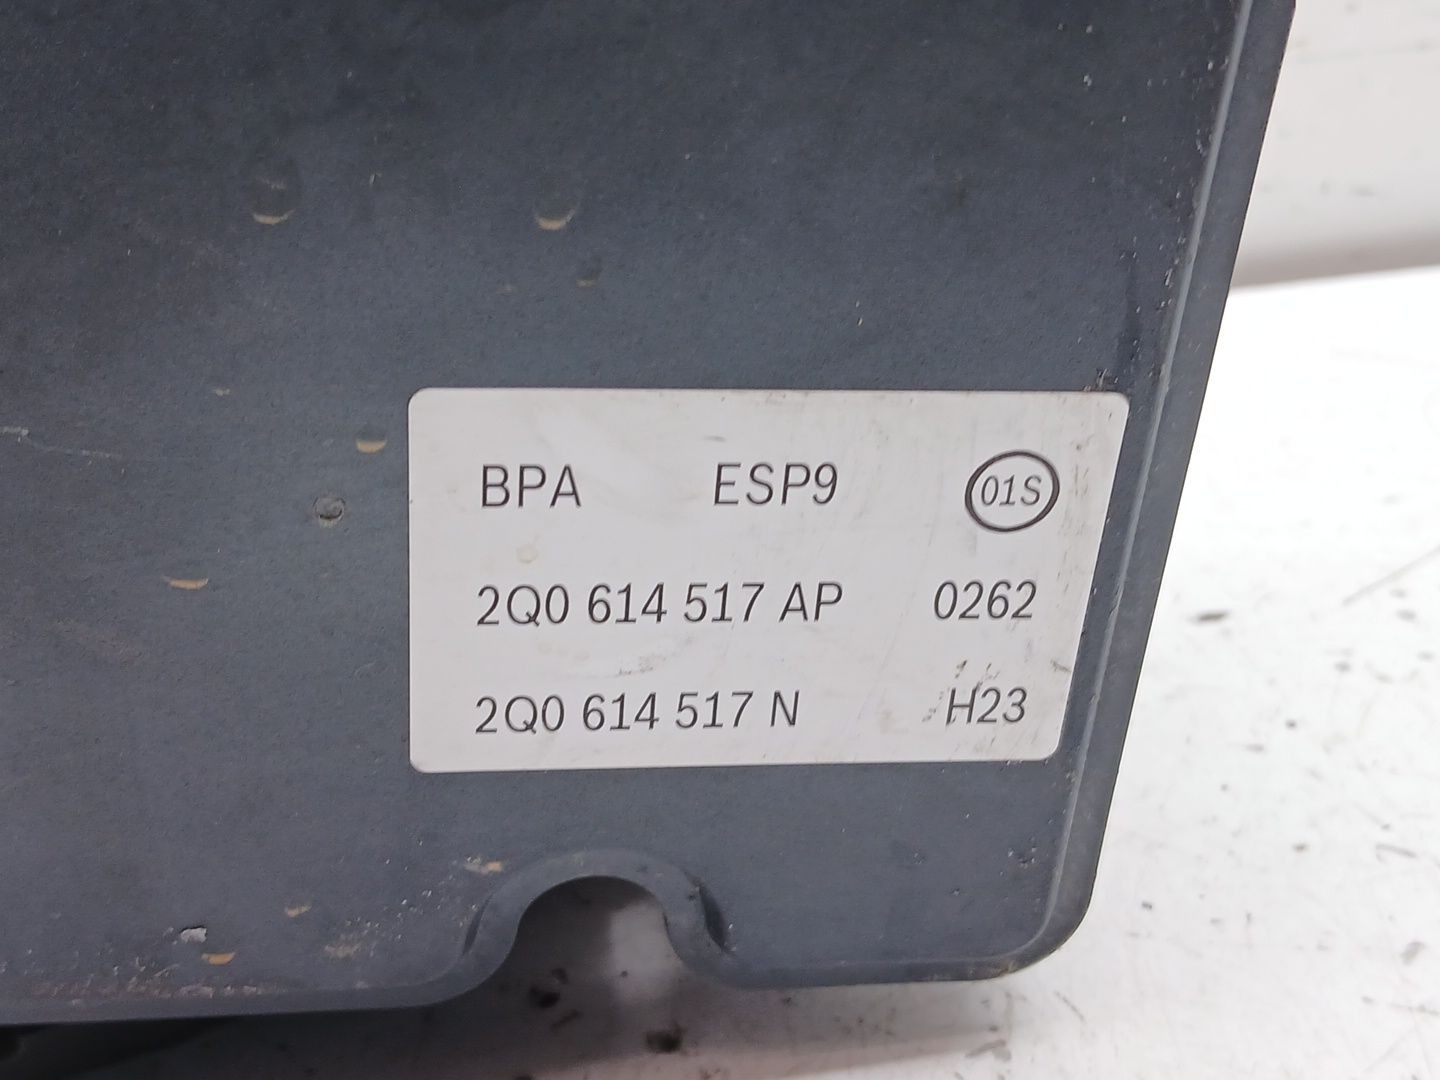 BPA ESP9 01S
2Q0 614 517 AP 0262
2Q0 614 517 N H23